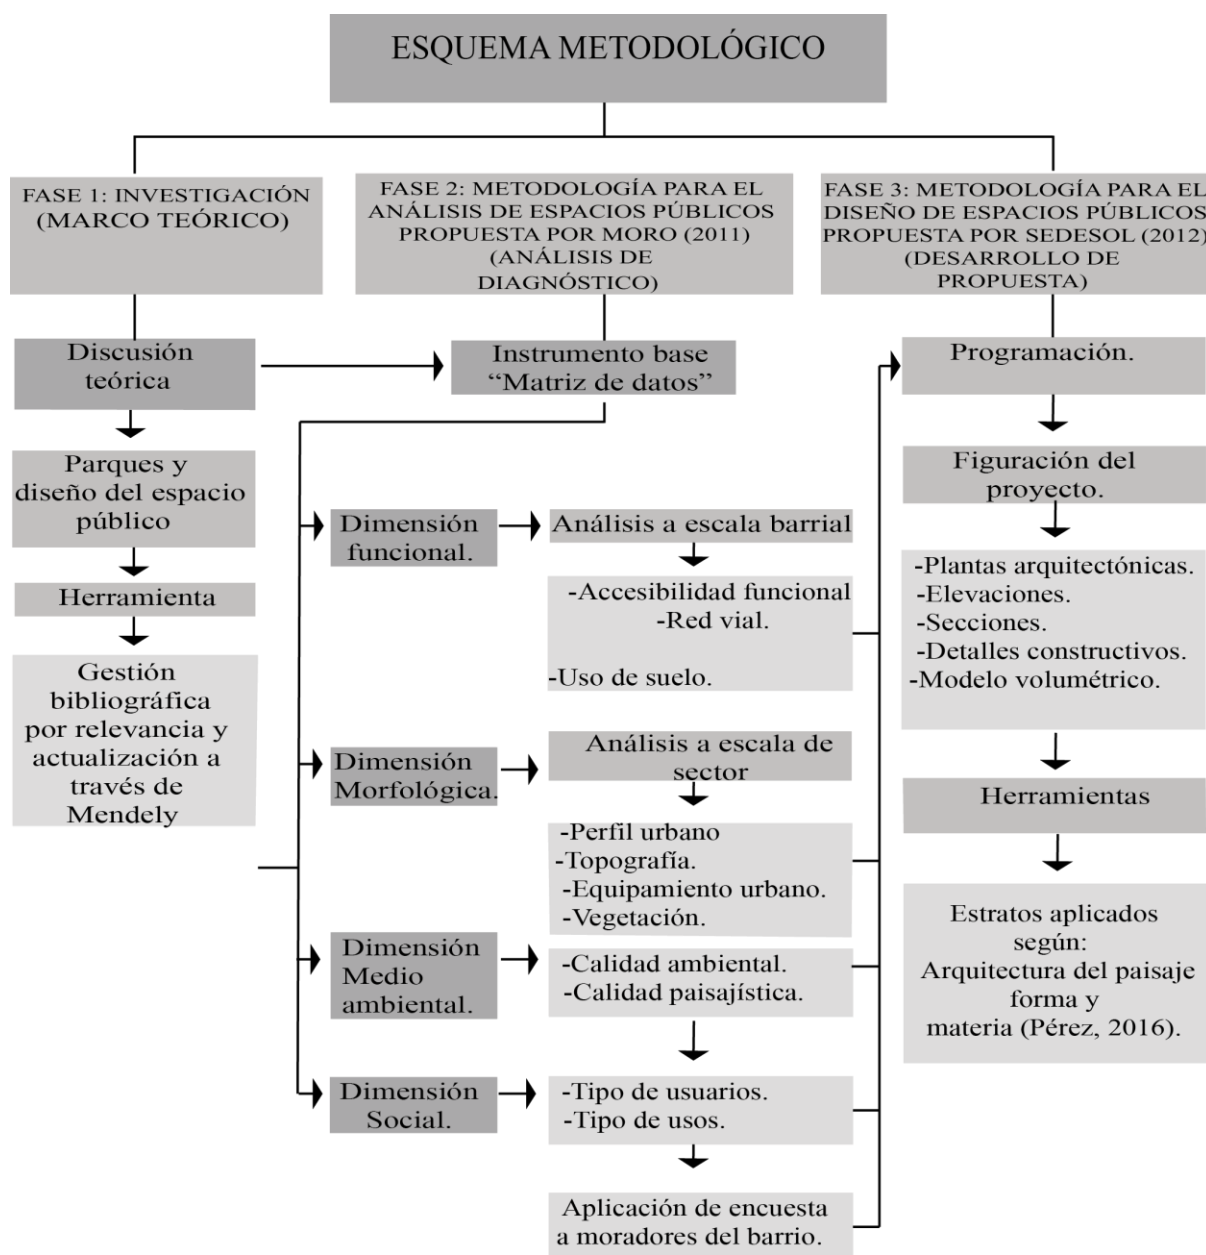 ESQUEMA METODOLÓGICO
FASE 1: INVESTIGACIÓN
(MARCO TEÓRICO)
Discusión
teórica
Parques y
diseño del espacio
público
Herramienta
Gestión
bibliográfica
por relevancia y
actualización a
través de
Mendely
FASE 2: METODOLOGÍA PARA EL
ANÁLISIS DE ESPACIOS PÚBLICOS
PROPUESTA POR MORO (2011)
(ANÁLISIS DE
DIAGNÓSTICO)
Instrumento base
“Matriz de datos”
Dimensión
funcional.
Análisis a escala barrial
-Accesibilidad funcional
-Red vial.
-Uso de suelo.
Dimensión
Morfológica.
Análisis a escala de
sector
-Perfil urbano
-Topografía.
-Equipamiento urbano.
-Vegetación.
Dimensión
Medio
ambiental.
-Calidad ambiental.
-Calidad paisajística.
Dimensión
Social.
-Tipo de usuarios.
-Tipo de usos.
Aplicación de encuesta
a moradores del barrio.
FASE 3: METODOLOGÍA PARA EL
DISEÑO DE ESPACIOS PÚBLICOS
PROPUESTA POR SEDESOL (2012)
(DESARROLLO DE
PROPUESTA)
Programación.
Figuración del
proyecto.
-Plantas arquitectónicas.
-Elevaciones.
-Secciones.
-Detalles constructivos.
-Modelo volumétrico.
Herramientas
Estratos aplicados
según:
Arquitectura del paisaje
forma y
materia (Pérez, 2016).